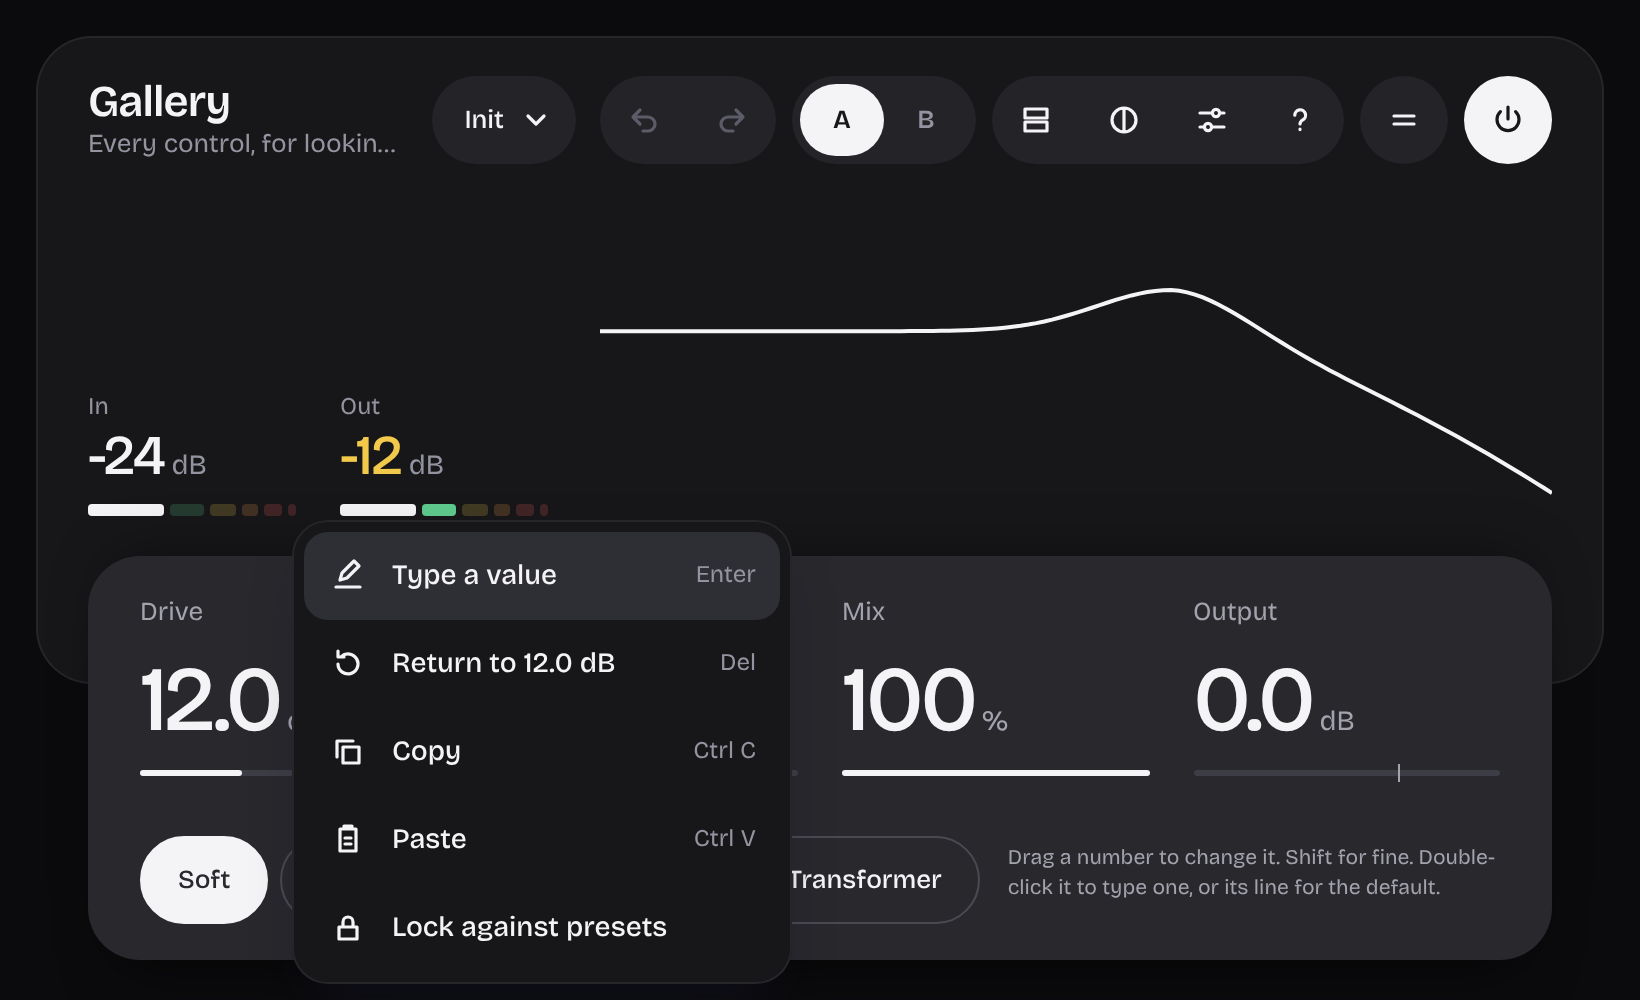 Gallery
Every control, for lookin...
Init
A
B
?
In
-24 dB
Out
-12 dB
Type a value Enter
Return to 12.0 dB Del
Copy Ctrl C
Paste Ctrl V
Lock against presets
Drive
12.0
Mix
100 %
Output
0.0 dB
Soft
Transformer
Drag a number to change it. Shift for fine. Double-
click it to type one, or its line for the default.